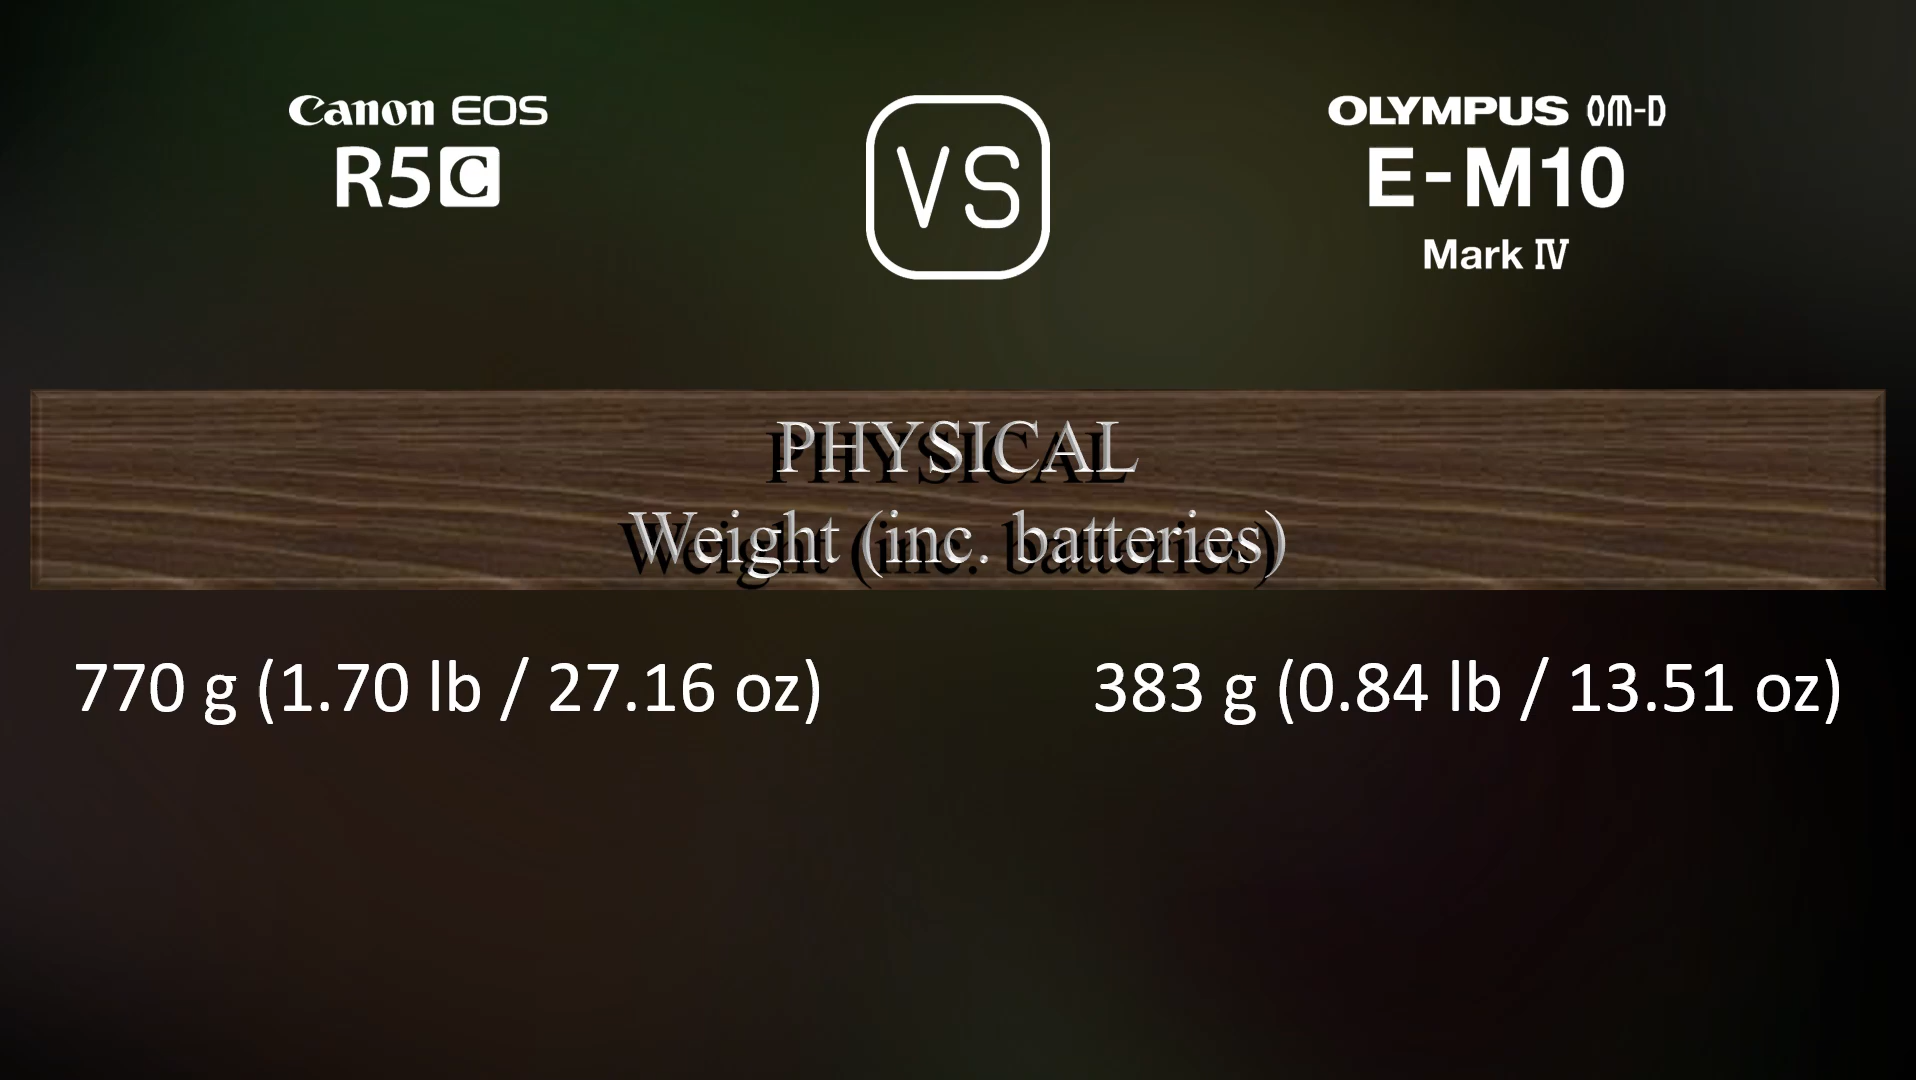 Canon EOS
R5 C
VS
OLYMPUS OM-D
E-M10
Mark IV
PHYSICAL
Weight (inc. batteries)
770 g (1.70 lb / 27.16 oz)
383 g (0.84 lb / 13.51 oz)